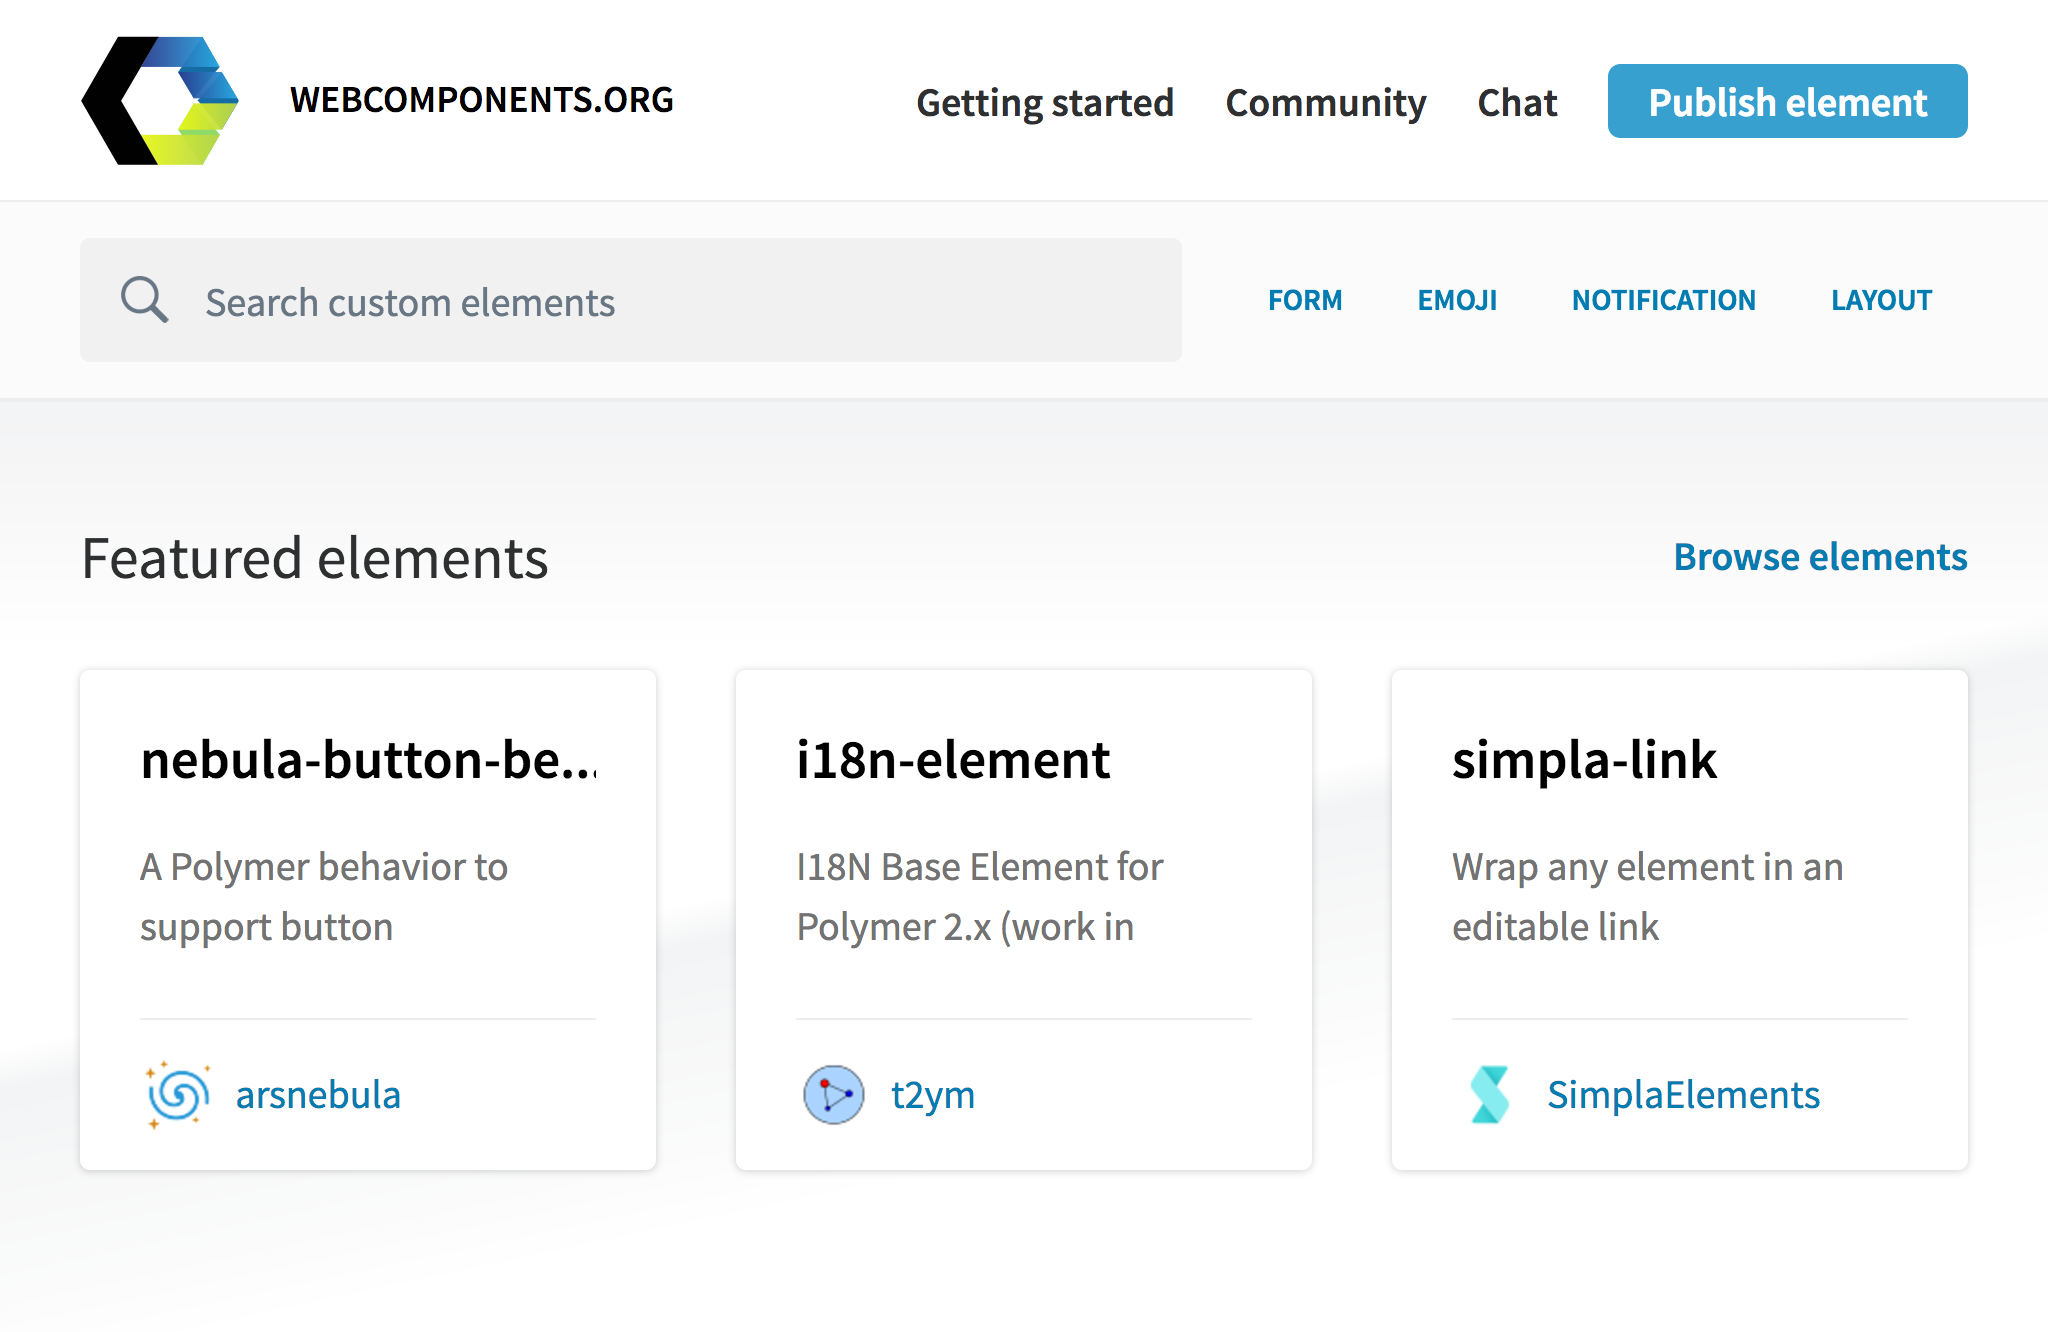 WEBCOMPONENTS.ORG
Getting started
Community
Chat
Publish element
Search custom elements
FORM
EMOJI
NOTIFICATION
LAYOUT
Featured elements
Browse elements
nebula-button-be...
A Polymer behavior to
support button
arsnebula
i18n-element
I18N Base Element for
Polymer 2.x (work in
t2ym
simpla-link
Wrap any element in an
editable link
SimplaElements